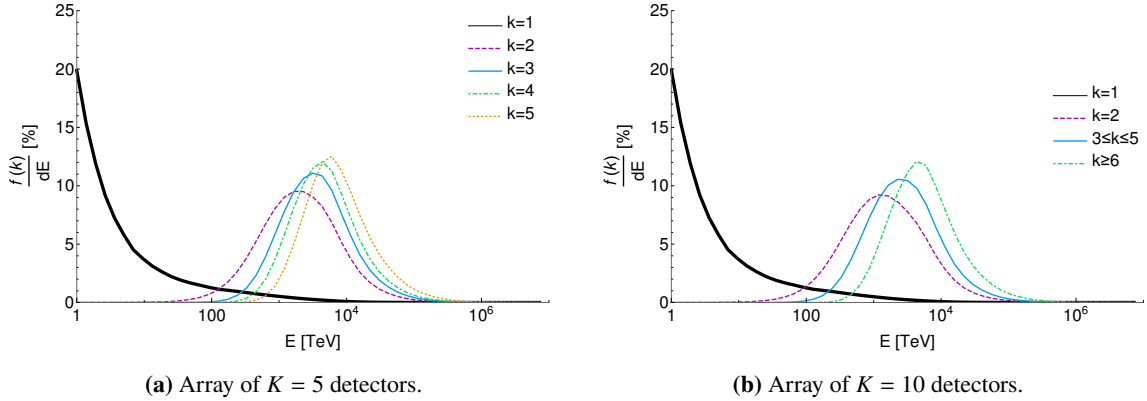 25
20
15
10
5
0
f (k)
dE
[%]
1
100
10^4
10^6
E [TeV]
k=1
k=2
k=3
k=4
k=5
(a) Array of K = 5 detectors.
25
20
15
10
5
0
f (k)
dE
[%]
1
100
10^4
10^6
E [TeV]
k=1
k=2
3≤k≤5
k≥6
(b) Array of K = 10 detectors.